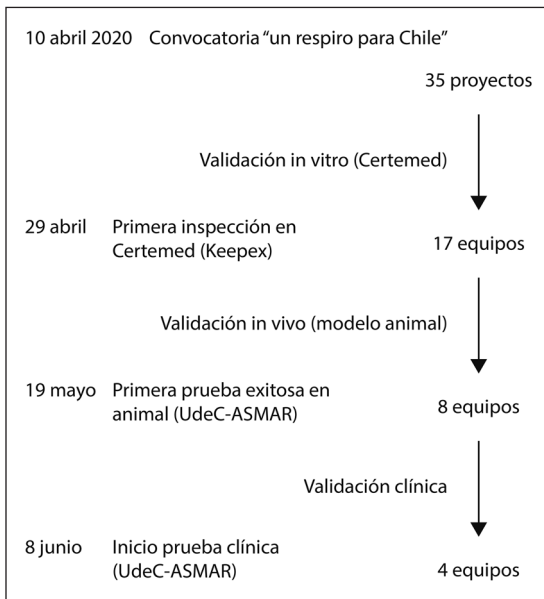 10 abril 2020 Convocatoria “un respiro para Chile”
35 proyectos
Validación in vitro (Certemed)
29 abril Primera inspección en
Certemed (Keepex)
17 equipos
Validación in vivo (modelo animal)
19 mayo Primera prueba exitosa en
animal (UdeC-ASMAR)
8 equipos
Validación clínica
8 junio Inicio prueba clínica
(UdeC-ASMAR)
4 equipos